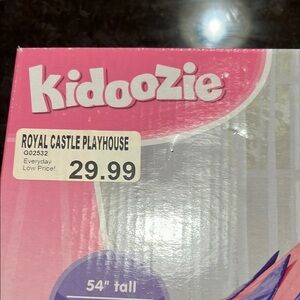 Kidoozie
ROYAL CASTLE PLAYHOUSE
G02532
Everyday
Low Price!
29.99
54" tall